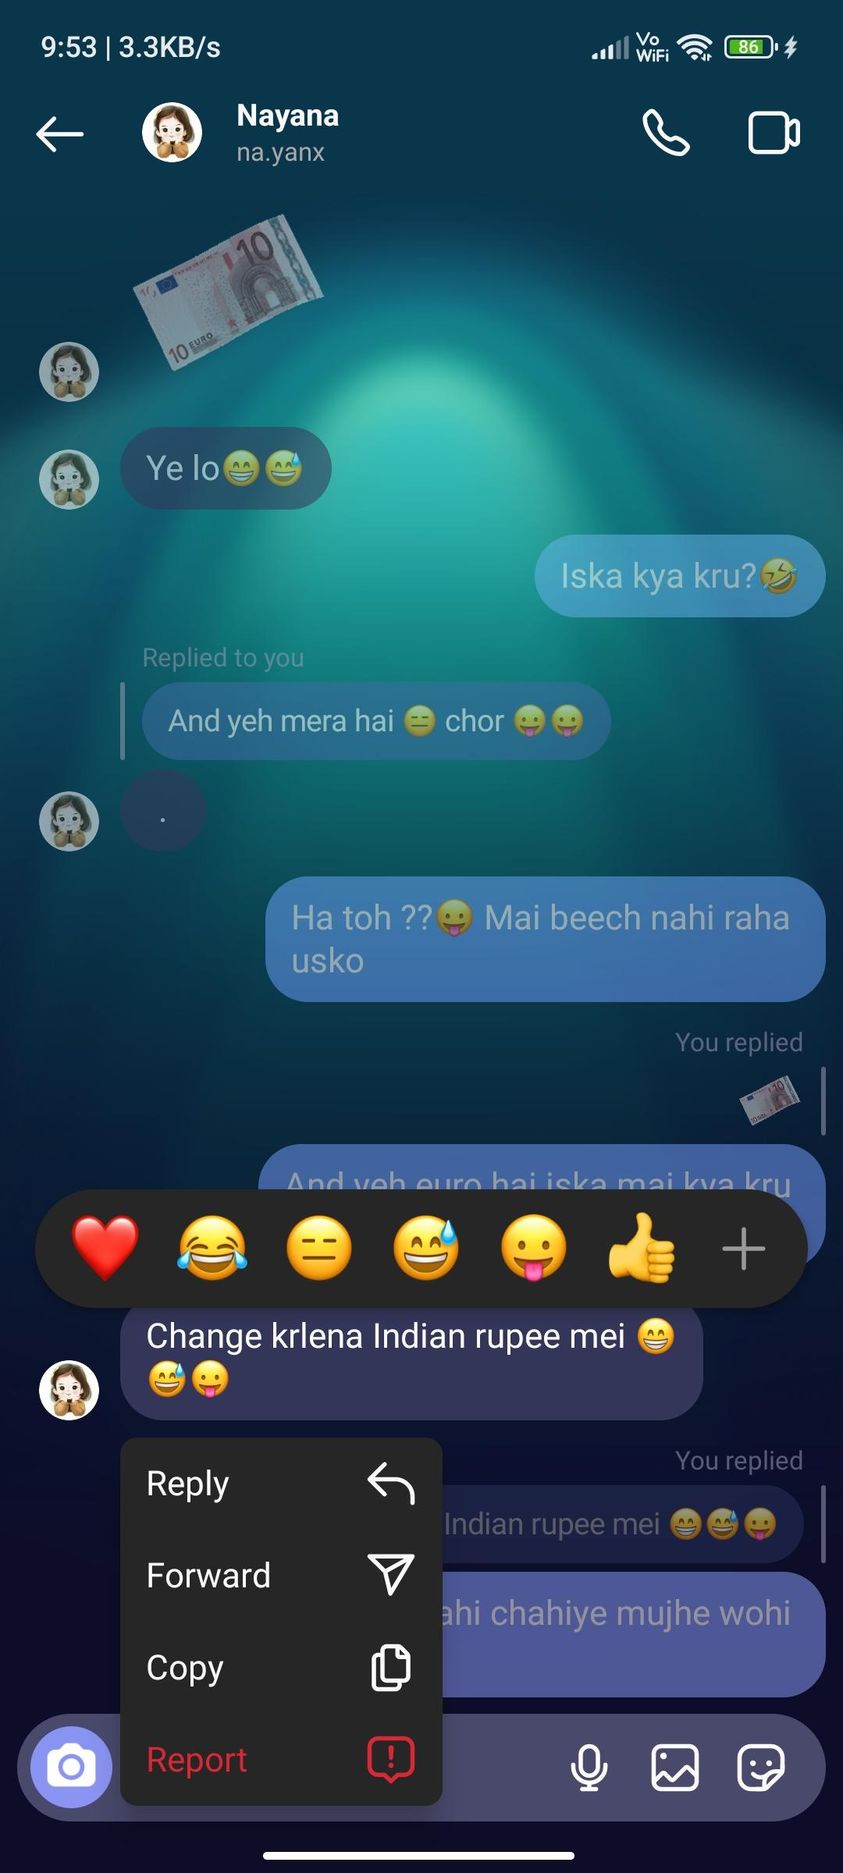 9:53 | 3.3KB/s
Vo
WiFi
86
Nayana
na.yanx
10
10 EURO
Ye lo😁😅
Iska kya kru?🤣
Replied to you
And yeh mera hai 😑 chor 😛😛
.
Ha toh ??😛 Mai beech nahi raha
usko
You replied
And yeh euro hai iska mai kya kru
❤️ 😂 😑 😅 😛 👍 +
Change krlena Indian rupee mei 😁
😅😛
You replied
Indian rupee mei 😁😅😛
chahiye mujhe wohi
Reply
Forward
Copy
Report